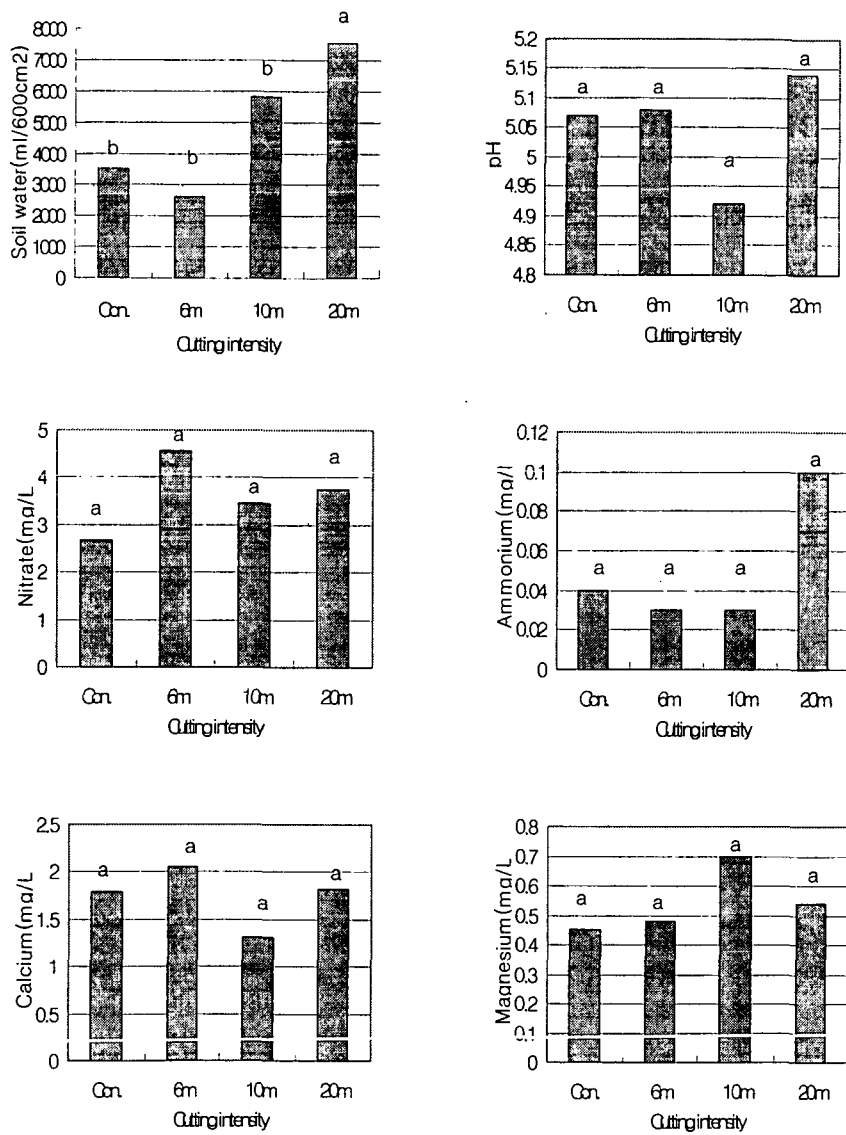 Soil water(ml/600cm2)
8000
7000
6000
5000
4000
3000
2000
1000
0
b
b
b
a
Con.
6m
10m
20m
Cutting intensity
pH
5.2
5.15
5.1
5.05
5
4.95
4.9
4.85
4.8
a
a
a
a
Con.
6m
10m
20m
Cutting intensity
Nitrate(mg/L
5
4
3
2
1
0
a
a
a
a
Con.
6m
10m
20m
Cutting intensity
Ammonium(mg/l
0.12
0.1
0.08
0.06
0.04
0.02
0
a
a
a
a
Con.
6m
10m
20m
Cutting intensity
Calcium(mg/L
2.5
2
1.5
1
0.5
0
a
a
a
a
Con.
6m
10m
20m
Cutting intensity
Magnesium(mg/L
0.8
0.7
0.6
0.5
0.4
0.3
0.2
0.1
0
a
a
a
a
Con.
6m
10m
20m
Cutting intensity